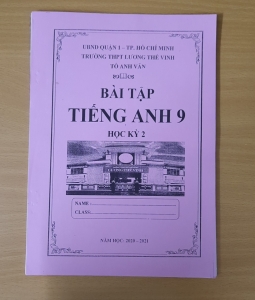 UBND QUẬN 1 – TP. HỒ CHÍ MINH
TRƯỜNG THPT LƯƠNG THẾ VINH
TỔ ANH VĂN
BÀI TẬP
TIẾNG ANH 9
HỌC KỲ 2
NAME
CLASS
NĂM HỌC: 2020 - 2021